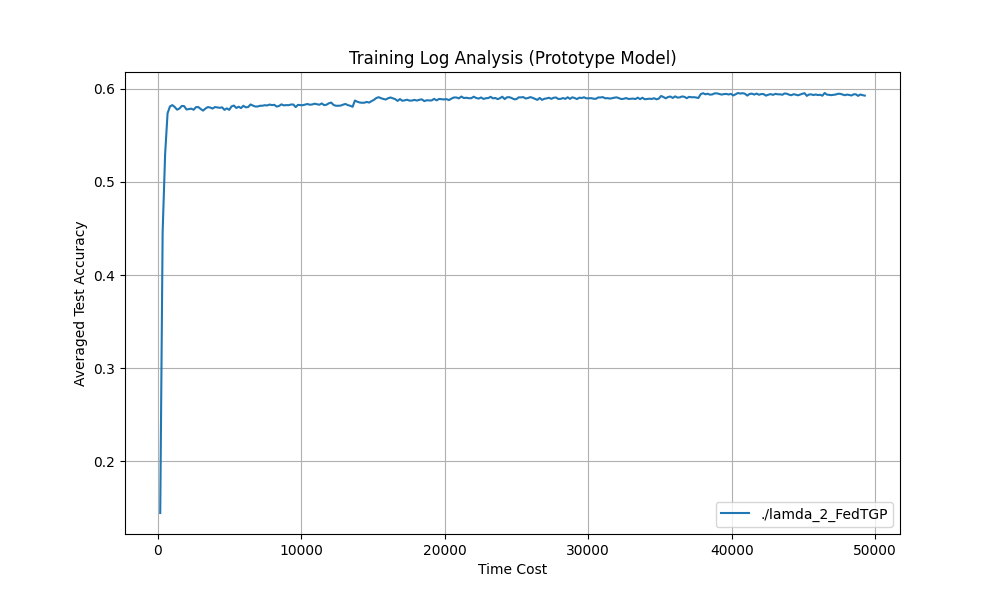 Training Log Analysis (Prototype Model)
Averaged Test Accuracy
0.6
0.5
0.4
0.3
0.2
0
10000
20000
30000
40000
50000
Time Cost
./lamda_2_FedTGP